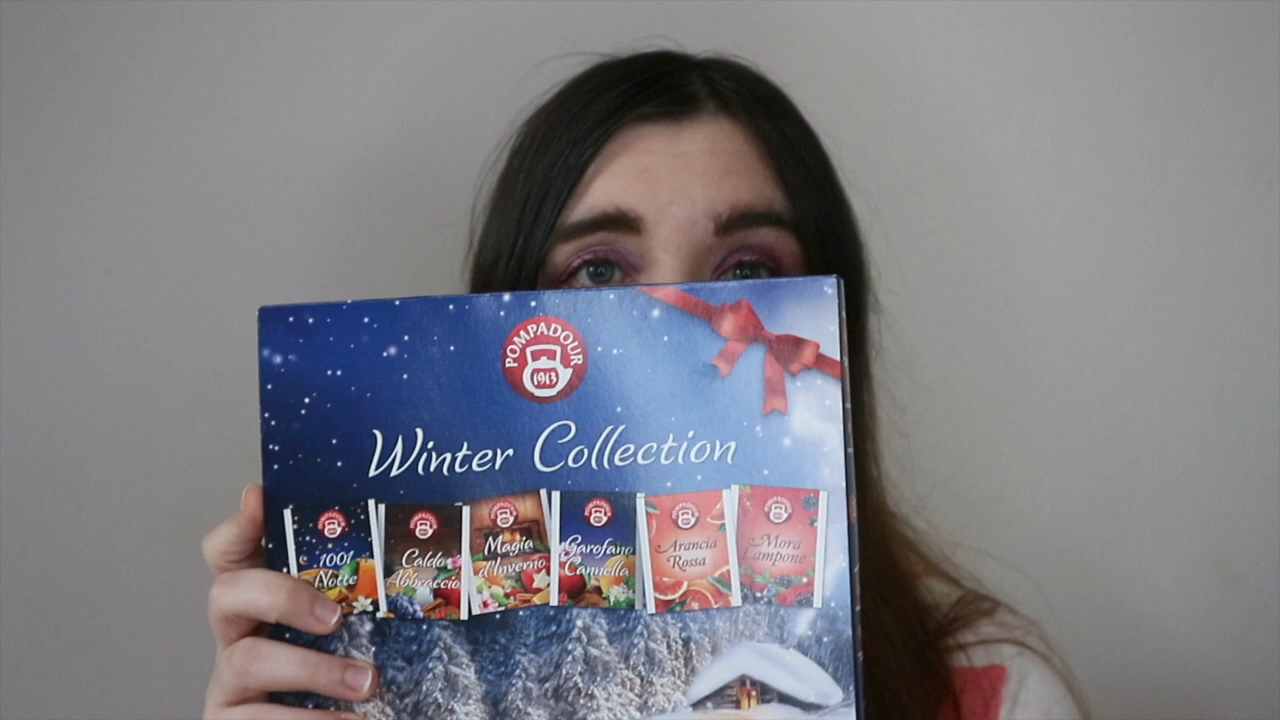 POMPADOUR
1913
Winter Collection
1001
Notte
Caldo
Abbraccio
Magia
d'Inverno
Garofano
Cannella
Arancia
Rossa
Mora
Lampone